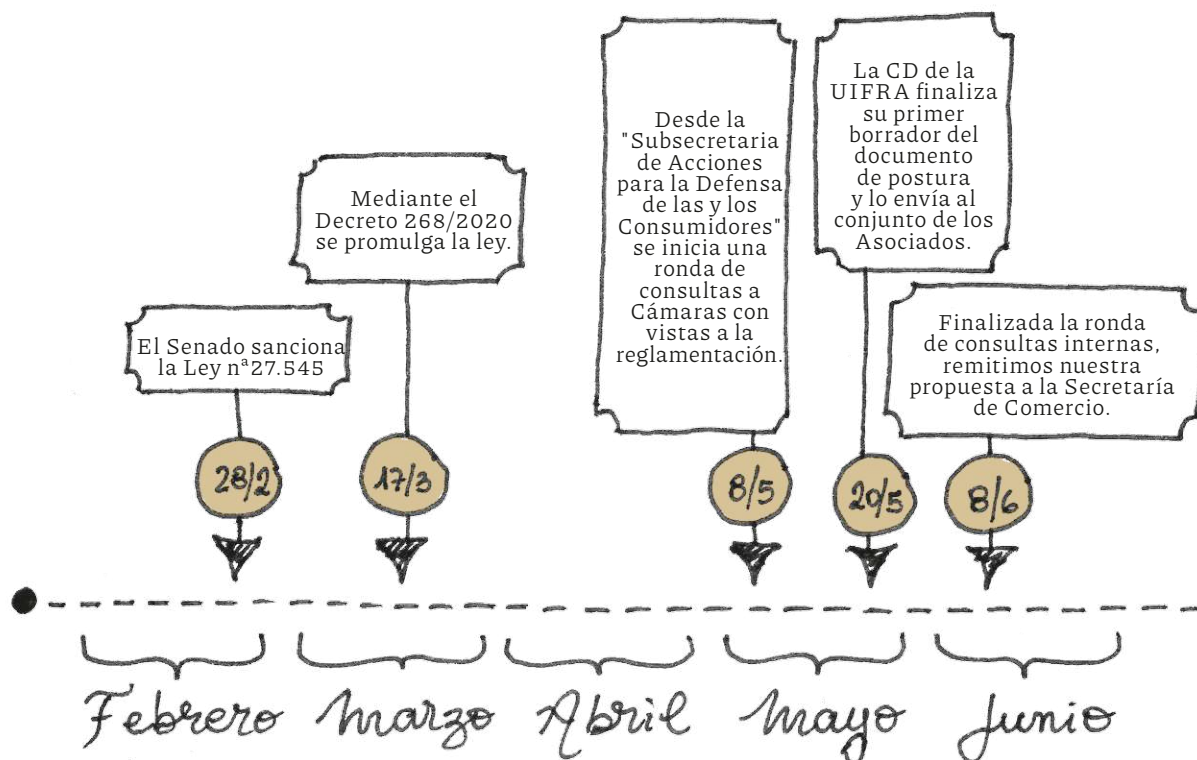 El Senado sanciona
la Ley nª27.545
28/2
Mediante el
Decreto 268/2020
se promulga la ley.
17/3
Desde la
"Subsecretaria
de Acciones
para la Defensa
de las y los
Consumidores"
se inicia una
ronda de
consultas a
Cámaras con
vistas a la
reglamentación.
8/5
La CD de la
UIFRA finaliza
su primer
borrador del
documento
de postura
y lo envía al
conjunto de los
Asociados.
20/5
Finalizada la ronda
de consultas internas,
remitimos nuestra
propuesta a la Secretaría
de Comercio.
8/6
Febrero
Marzo
Abril
Mayo
Junio